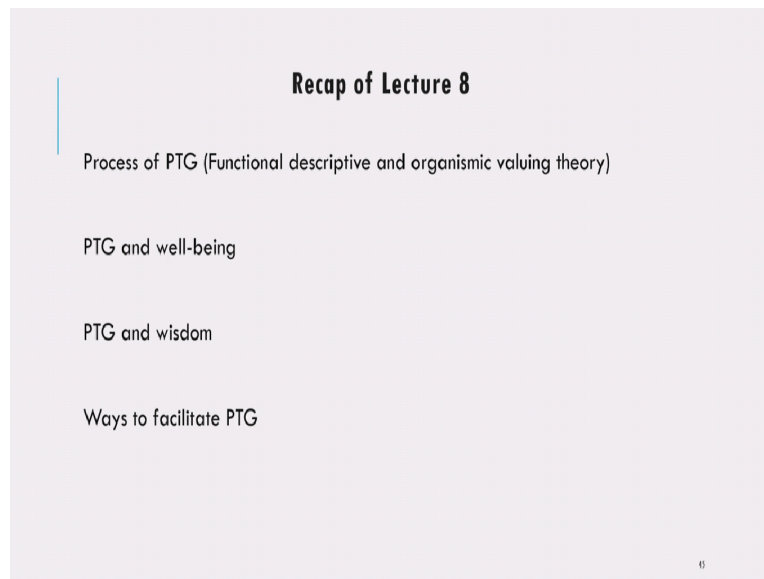 Recap of Lecture 8
Process of PTG (Functional descriptive and organismic valuing theory)
PTG and well-being
PTG and wisdom
Ways to facilitate PTG